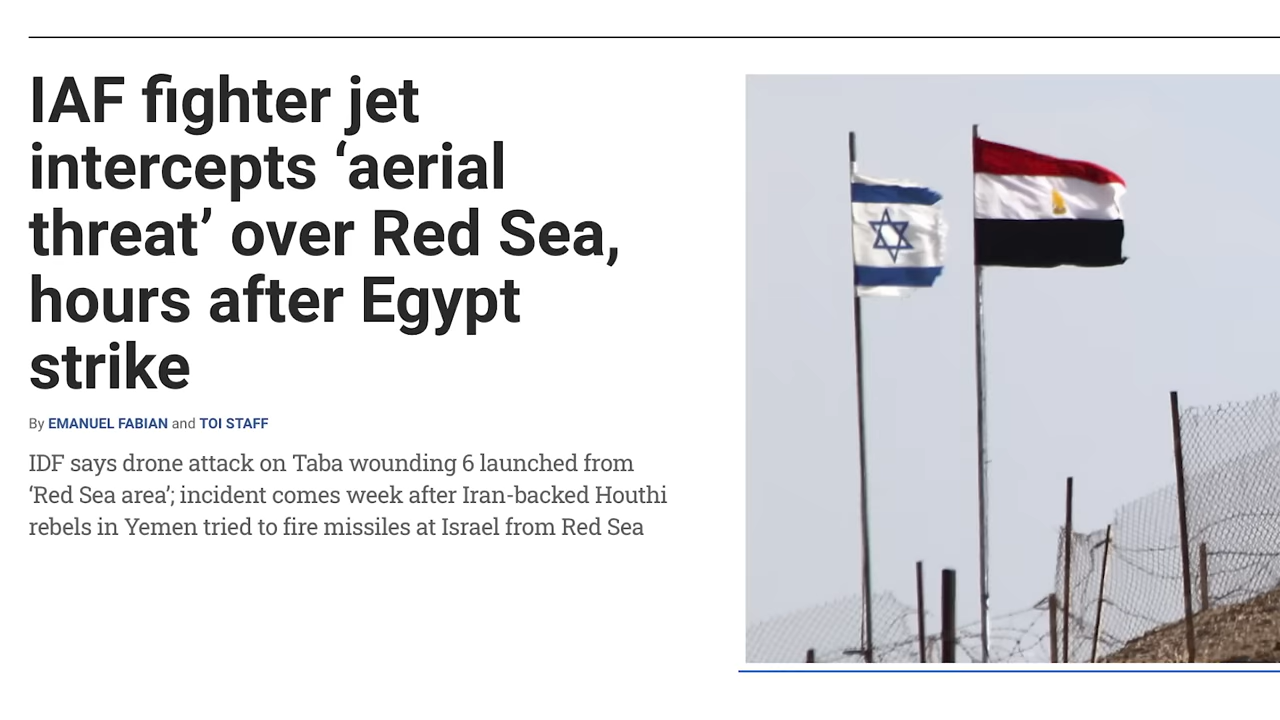 IAF fighter jet
intercepts ‘aerial
threat’ over Red Sea,
hours after Egypt
strike
By EMANUEL FABIAN and TOI STAFF
IDF says drone attack on Taba wounding 6 launched from
‘Red Sea area’; incident comes week after Iran-backed Houthi
rebels in Yemen tried to fire missiles at Israel from Red Sea